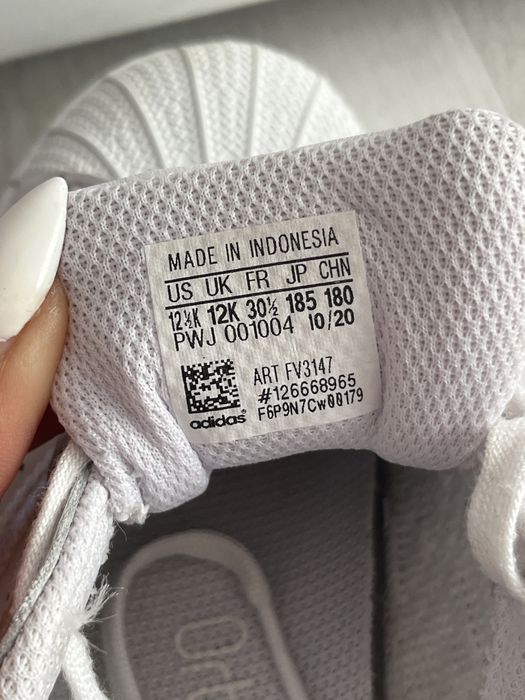 MADE IN INDONESIA
US UK FR JP CHN
12½K 12K 30½ 185 180
PWJ 001004 10/20
ART FV3147
#126668965
F6P9N7Cw00179
adidas
Ort